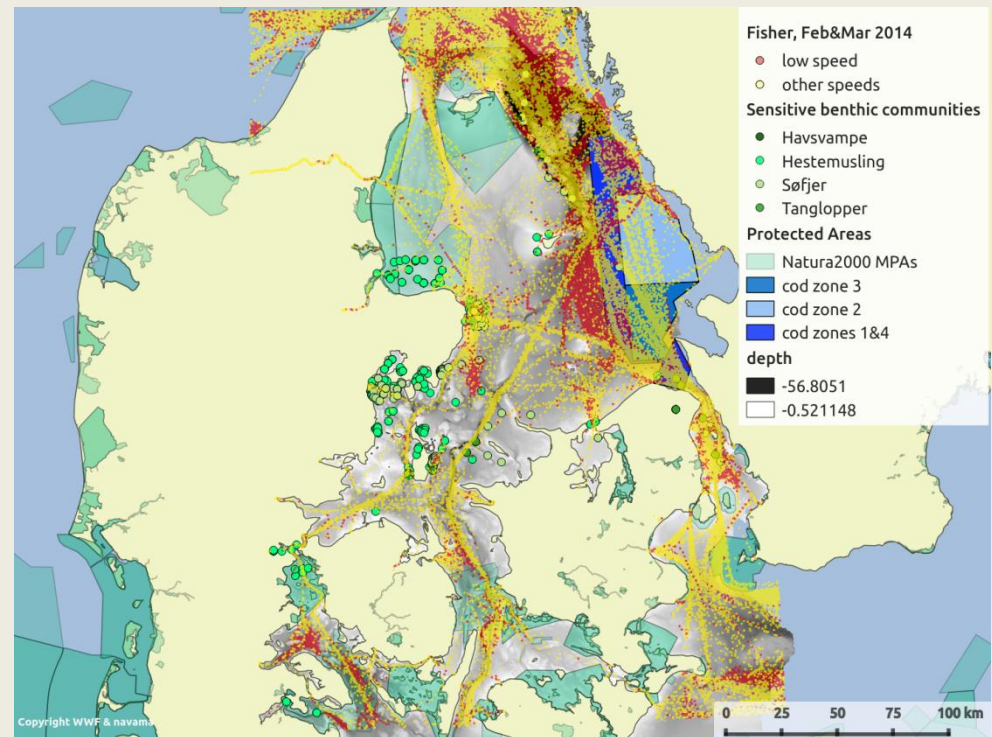 Fisher, Feb&Mar 2014
low speed
other speeds
Sensitive benthic communities
Havsvampe
Hestemusling
Søfjer
Tanglopper
Protected Areas
Natura2000 MPAs
cod zone 3
cod zone 2
cod zones 1&4
depth
-56.8051
-0.521148
Copyright WWF & navama
0 25 50 75 100 km